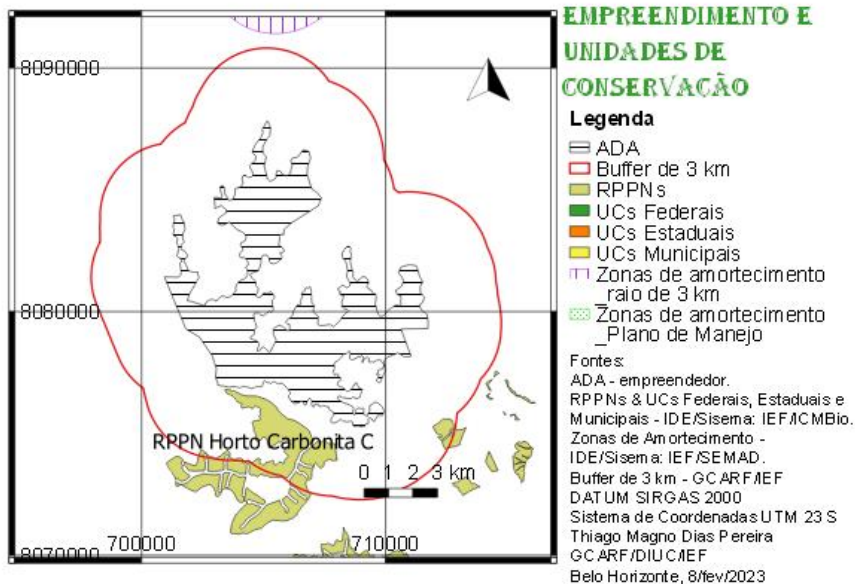 EMPREENDIMENTO E
UNIDADES DE
CONSERVAÇÃO
Legenda
ADA
Buffer de 3 km
RPPNs
UCs Federais
UCs Estaduais
UCs Municipais
Zonas de amortecimento
_raio de 3 km
Zonas de amortecimento
_Plano de Manejo
Fontes:
ADA - empreendedor.
RPPNs & UCs Federais, Estaduais e
Municipais - IDE/Sisema: IEF/ICMBio.
Zonas de Amortecimento -
IDE/Sisema: IEF/SEMAD.
Buffer de 3 km - GCARF/IEF
DATUM SIRGAS 2000
Sistema de Coordenadas UTM 23 S
Thiago Magno Dias Pereira
GCARF/DIUC/IEF
Belo Horizonte, 8/fev/2023
8090000
8080000
RPPN Horto Carbonita C
0 1 2 3 km
8070000
700000
710000